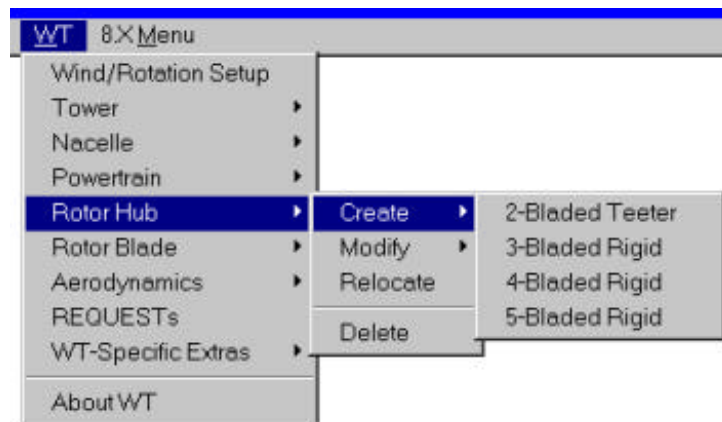 WT 8.X Menu
Wind/Rotation Setup
Tower
Nacelle
Powertrain
Rotor Hub
Rotor Blade
Aerodynamics
REQUESTs
WT-Specific Extras
About WT
Create
Modify
Relocate
Delete
2-Bladed Teeter
3-Bladed Rigid
4-Bladed Rigid
5-Bladed Rigid